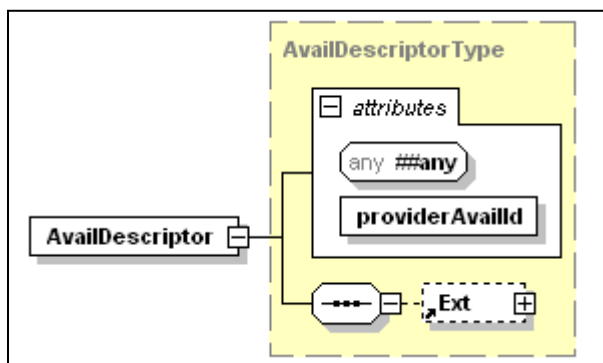 AvailDescriptorType
attributes
any ##any
providerAvailId
AvailDescriptor
Ext